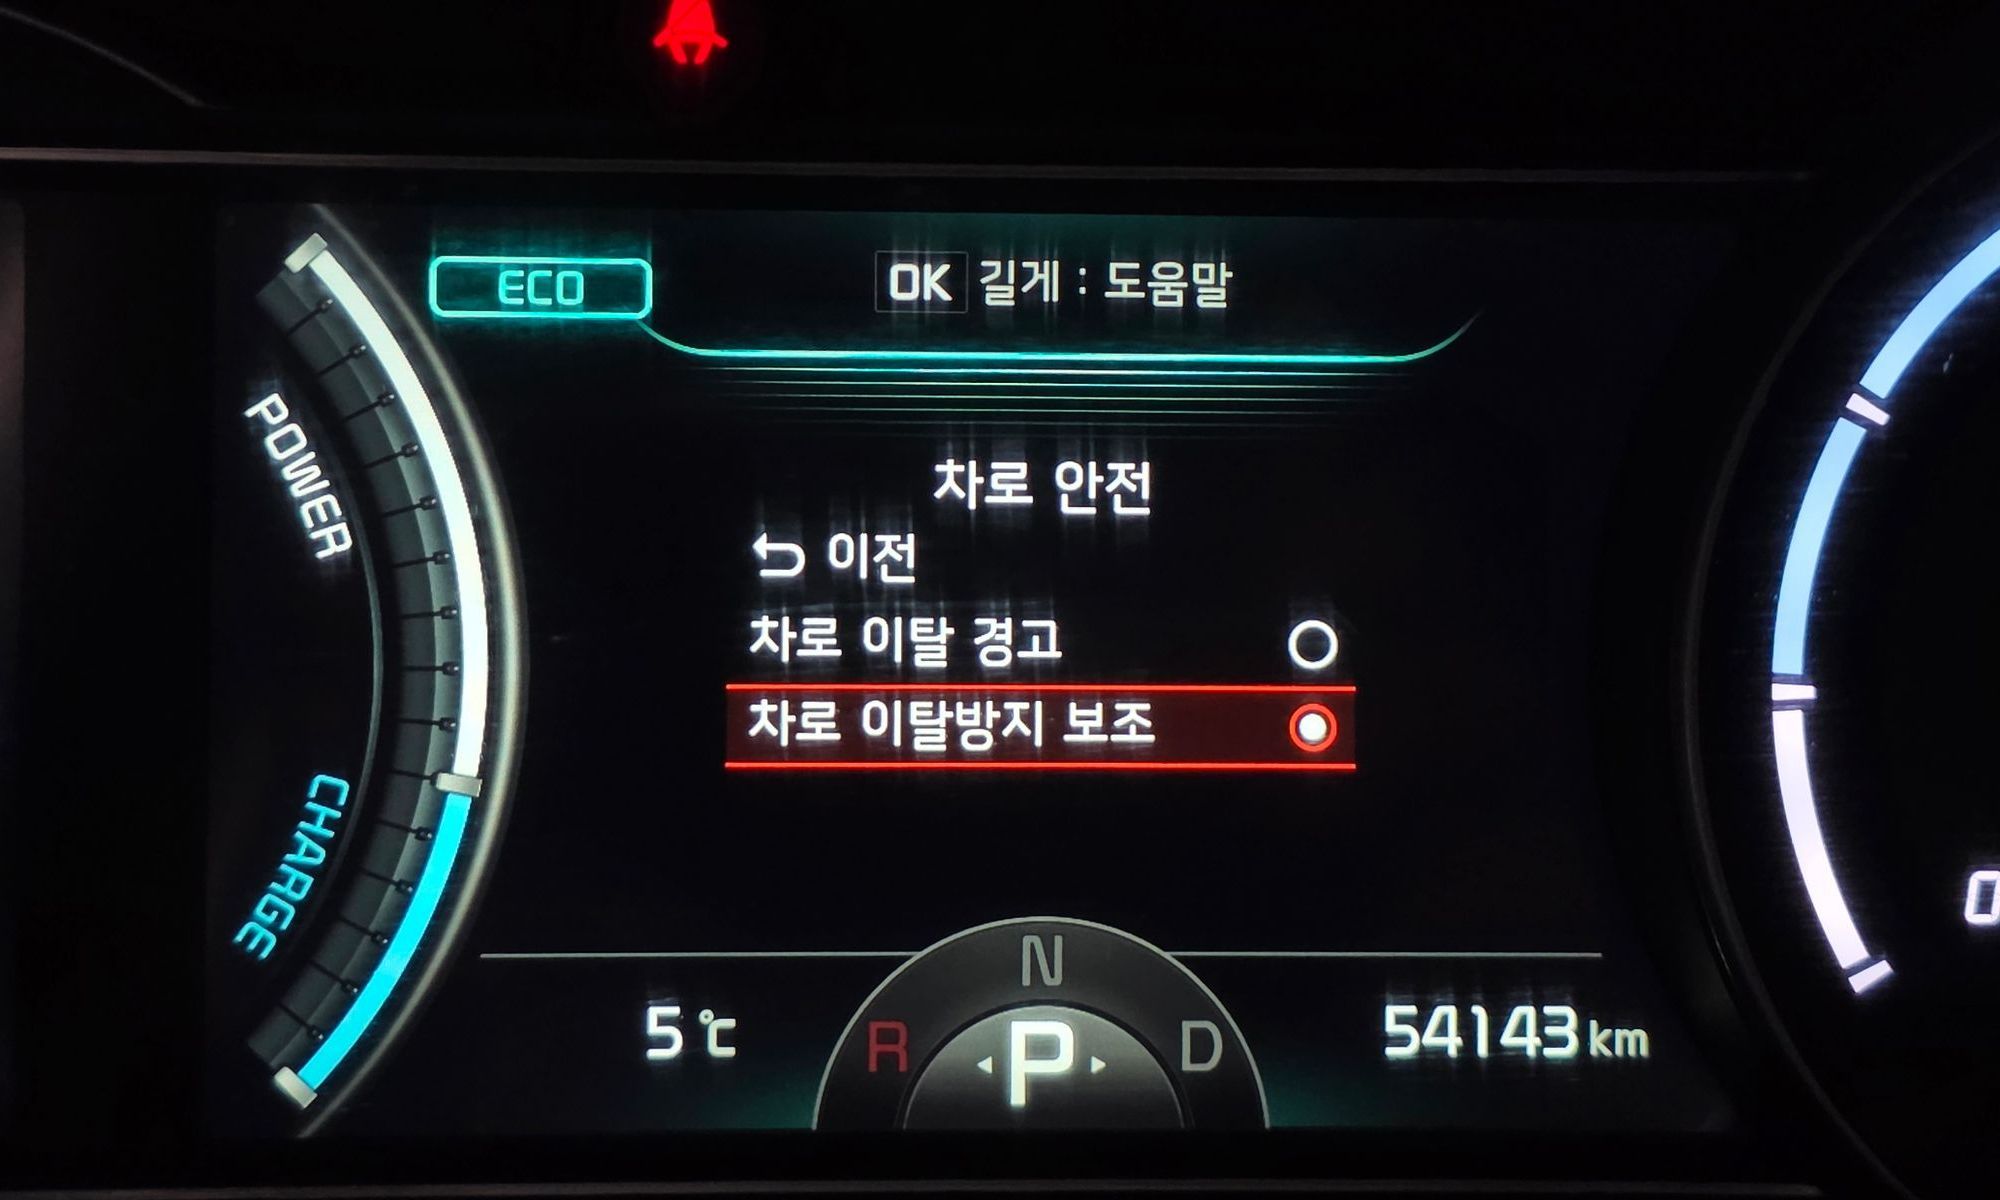 ECO
OK 길게 : 도움말
POWER
차로 안전
이전
차로 이탈 경고
차로 이탈방지 보조
CHARGE
N
R P D
5℃
54143 km
0